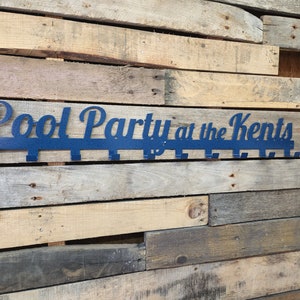 Pool Party at the Kents